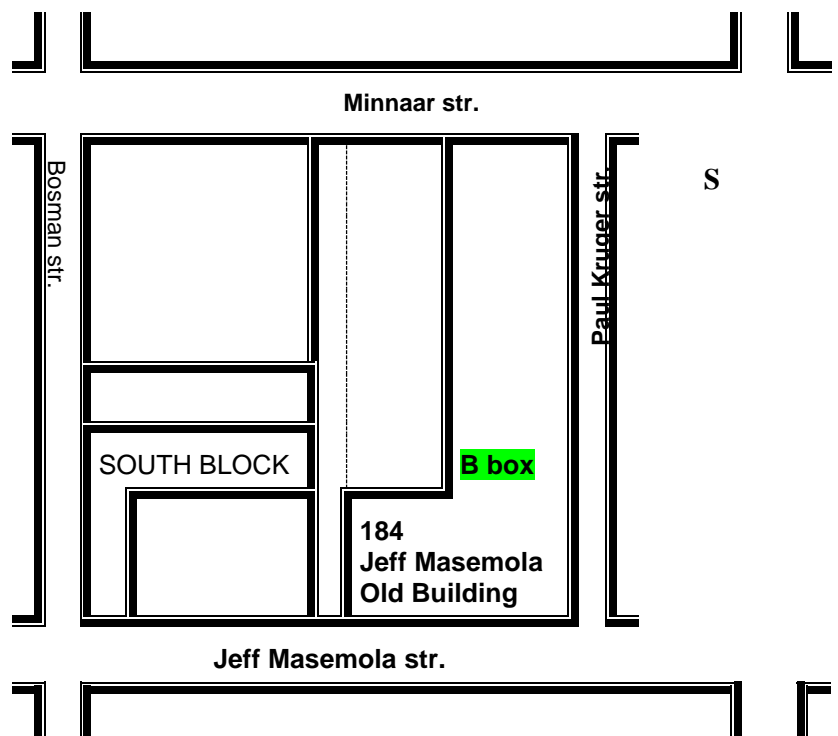 Minnaar str.
Bosman str.
Paul Kruger str.
S
SOUTH BLOCK
B box
184
Jeff Masemola
Old Building
Jeff Masemola str.